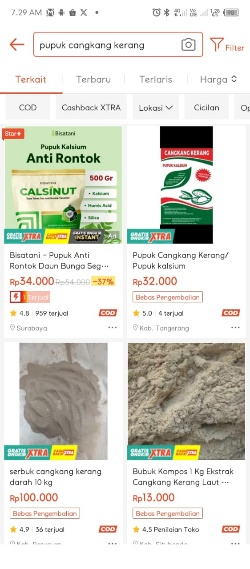 7.29 AM
pupuk cangkang kerang
Filter
Terkait
Terbaru
Terlaris
Harga
COD
Cashback XTRA
Lokasi
Cicilan
Star+
Bisatani
Pupuk Kalsium
Anti Rontok
500 Gr
CALSINUT
Kalsium
Humic Acid
Silica
GRATIS ONGKIR XTRA
INSTANT
CANGKANG KERANG
PUPUK KALSIUM
GRATIS ONGKIR XTRA
Bisatani - Pupuk Anti
Rontok Daun Bunga Seg...
Rp34.000 Rp54.000 -37%
Terjual
4.8 959 terjual COD
Surabaya
Pupuk Cangkang Kerang/
Pupuk kalsium
Rp32.000
Bebas Pengembalian
5.0 4 terjual COD
Kab. Tangerang
GRATIS ONGKIR XTRA
GRATIS ONGKIR XTRA
serbuk cangkang kerang
darah 10 kg
Rp100.000
Bebas Pengembalian
4.9 36 terjual COD
Bubuk Kompos 1 Kg Ekstrak
Cangkang Kerang Laut ...
Rp13.000
Bebas Pengembalian
4.5 Penilaian Toko COD